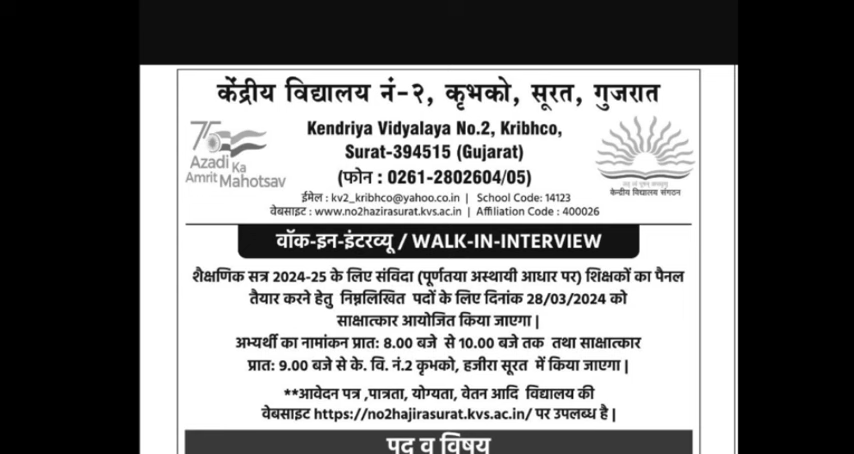 केंद्रीय विद्यालय नं-२, कृभको, सूरत, गुजरात
Kendriya Vidyalaya No.2, Kribhco,
Surat-394515 (Gujarat)
(फोन : 0261-2802604/05)
75
Azadi Ka
Amrit Mahotsav
केन्द्रीय विद्यालय संगठन
ईमेल : kv2_kribhco@yahoo.co.in | School Code: 14123
वेबसाइट : www.no2hazirasurat.kvs.ac.in | Affiliation Code : 400026
वॉक-इन-इंटरव्यू / WALK-IN-INTERVIEW
शैक्षणिक सत्र 2024-25 के लिए संविदा (पूर्णतया अस्थायी आधार पर) शिक्षकों का पैनल
तैयार करने हेतु निम्नलिखित पदों के लिए दिनांक 28/03/2024 को
साक्षात्कार आयोजित किया जाएगा |
अभ्यर्थी का नामांकन प्रात: 8.00 बजे से 10.00 बजे तक तथा साक्षात्कार
प्रात: 9.00 बजे से के. वि. नं.2 कृभको, हजीरा सूरत में किया जाएगा |
**आवेदन पत्र ,पात्रता, योग्यता, वेतन आदि विद्यालय की
वेबसाइट https://no2hajirasurat.kvs.ac.in/ पर उपलब्ध है |
पद व विषय